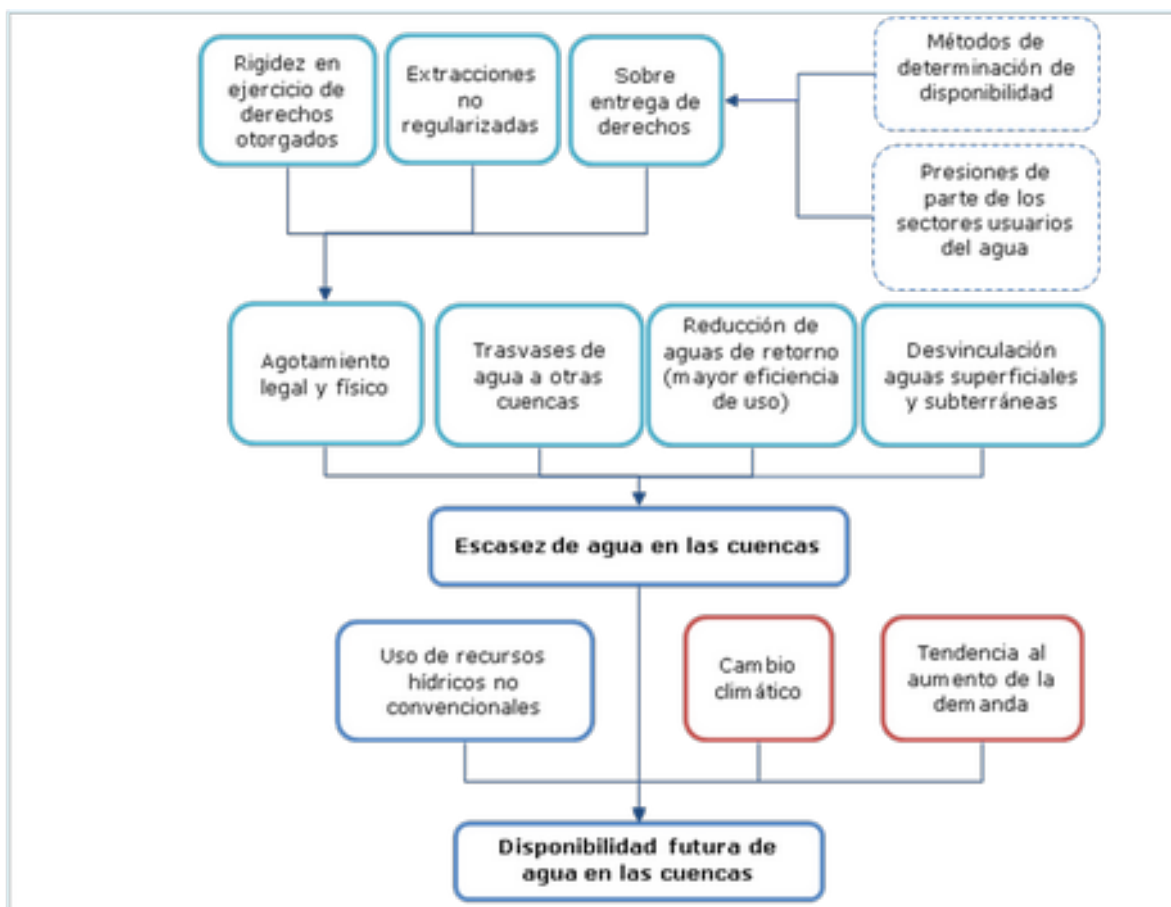 Rigidez en
ejercicio de
derechos
otorgados
Extracciones
no
regularizadas
Sobre
entrega de
derechos
Métodos de
determinación de
disponibilidad
Presiones de
parte de los
sectores usuarios
del agua
Agotamiento
legal y físico
Trasvases de
agua a otras
cuencas
Reducción de
aguas de retorno
(mayor eficiencia
de uso)
Desvinculación
aguas superficiales
y subterráneas
Escasez de agua en las cuencas
Uso de recursos
hídricos no
convencionales
Cambio
climático
Tendencia al
aumento de la
demanda
Disponibilidad futura de
agua en las cuencas